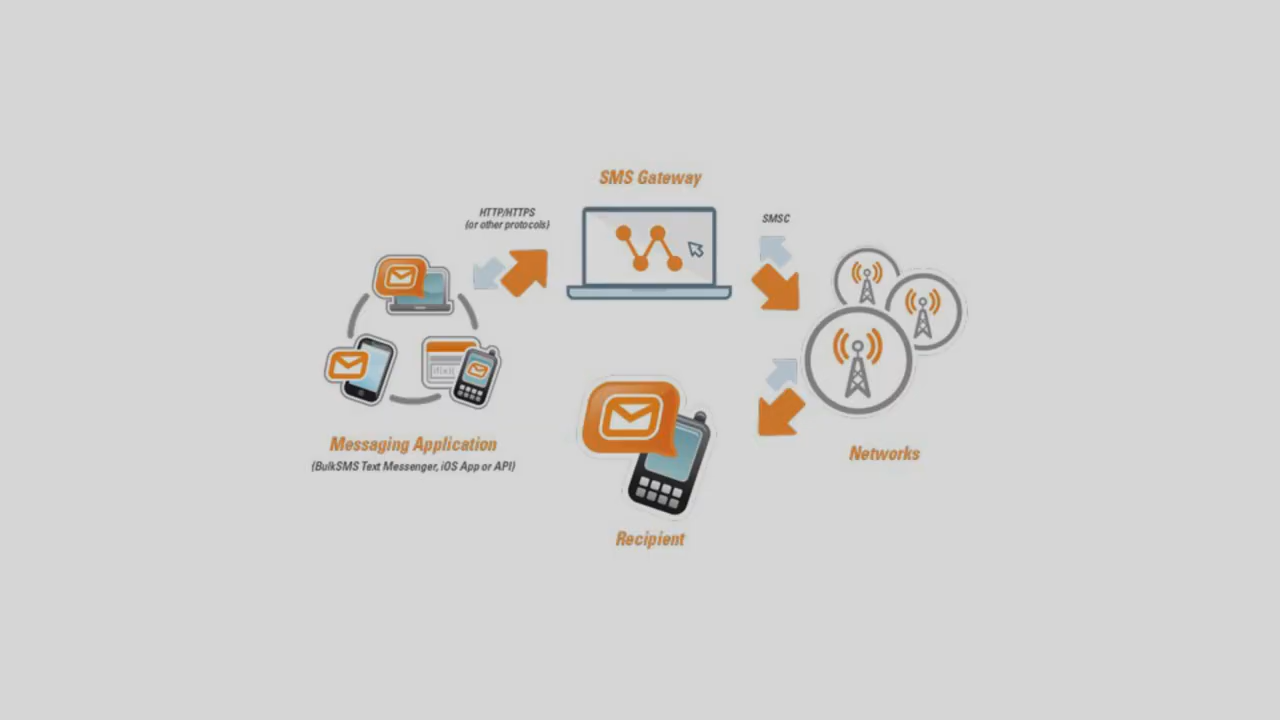 SMS Gateway
HTTP/HTTPS
(or other protocols)
SMSC
Messaging Application
(BulkSMS Text Messenger, iOS App or API)
Networks
Recipient